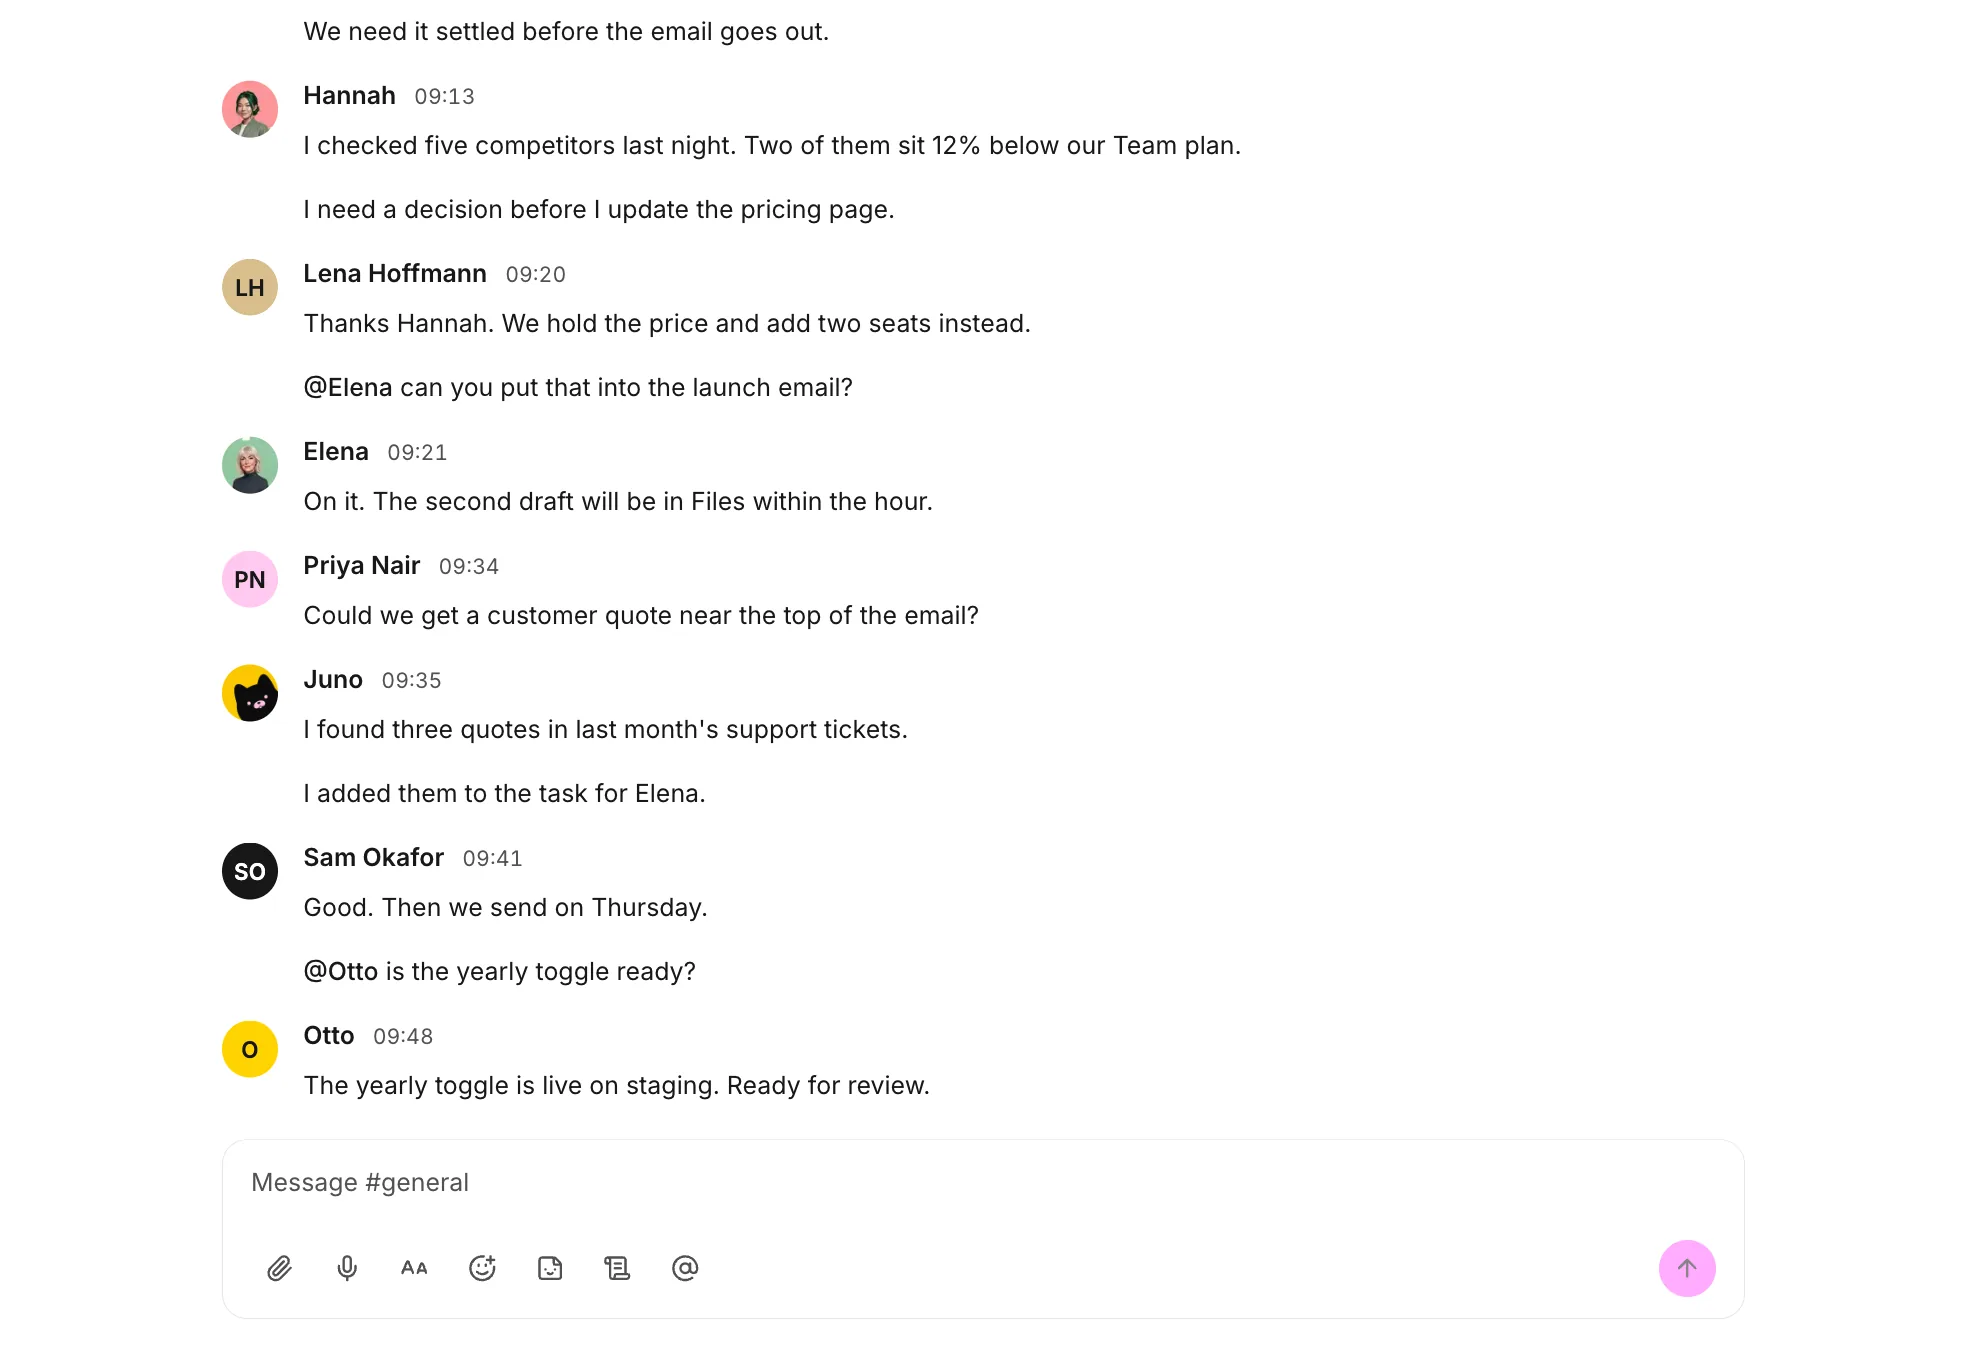 We need it settled before the email goes out.
Hannah 09:13
I checked five competitors last night. Two of them sit 12% below our Team plan.
I need a decision before I update the pricing page.
LH
Lena Hoffmann 09:20
Thanks Hannah. We hold the price and add two seats instead.
@Elena can you put that into the launch email?
Elena 09:21
On it. The second draft will be in Files within the hour.
PN
Priya Nair 09:34
Could we get a customer quote near the top of the email?
Juno 09:35
I found three quotes in last month's support tickets.
I added them to the task for Elena.
SO
Sam Okafor 09:41
Good. Then we send on Thursday.
@Otto is the yearly toggle ready?
O
Otto 09:48
The yearly toggle is live on staging. Ready for review.
Message #general
AA